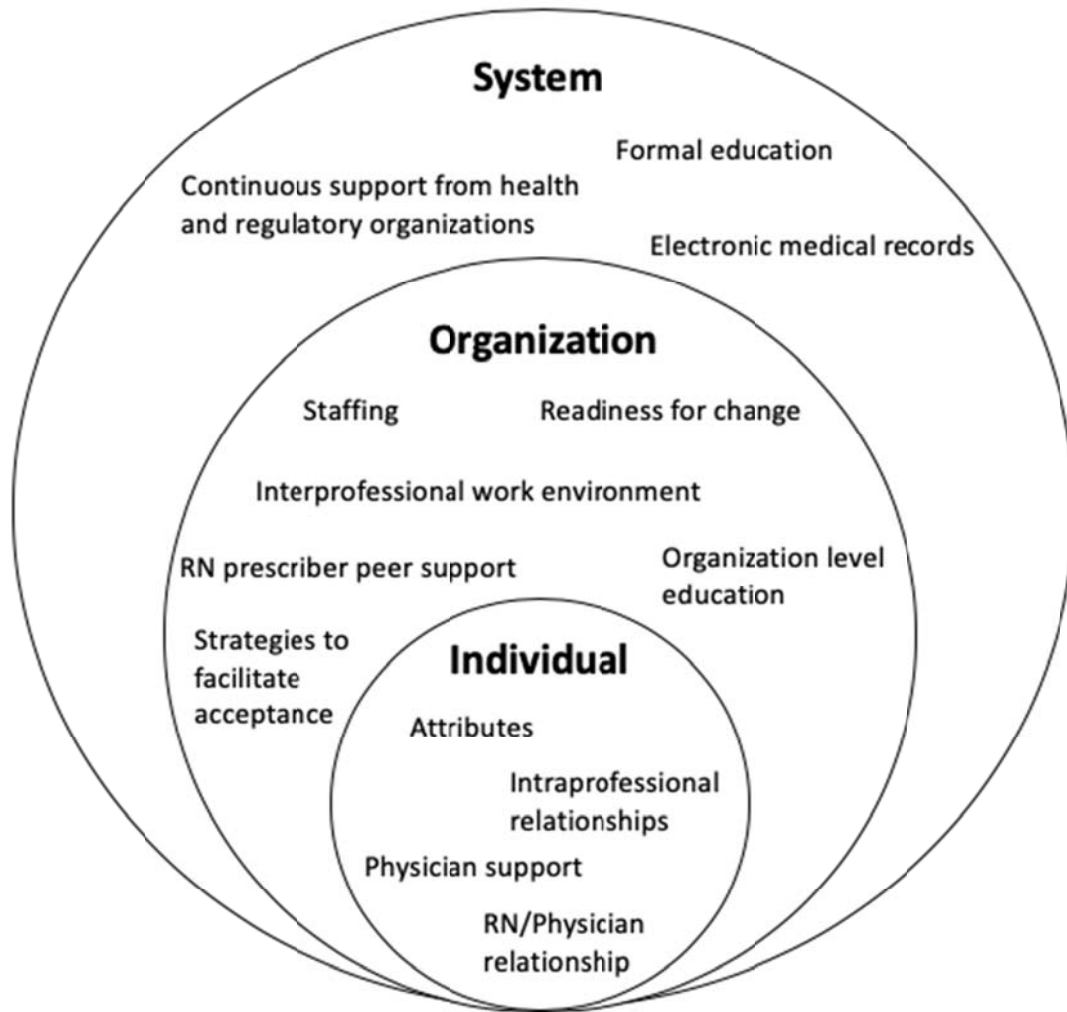 System
Formal education
Continuous support from health
and regulatory organizations
Electronic medical records
Organization
Staffing
Readiness for change
Interprofessional work environment
RN prescriber peer support
Organization level
education
Strategies to
facilitate
acceptance
Individual
Attributes
Intraprofessional
relationships
Physician support
RN/Physician
relationship